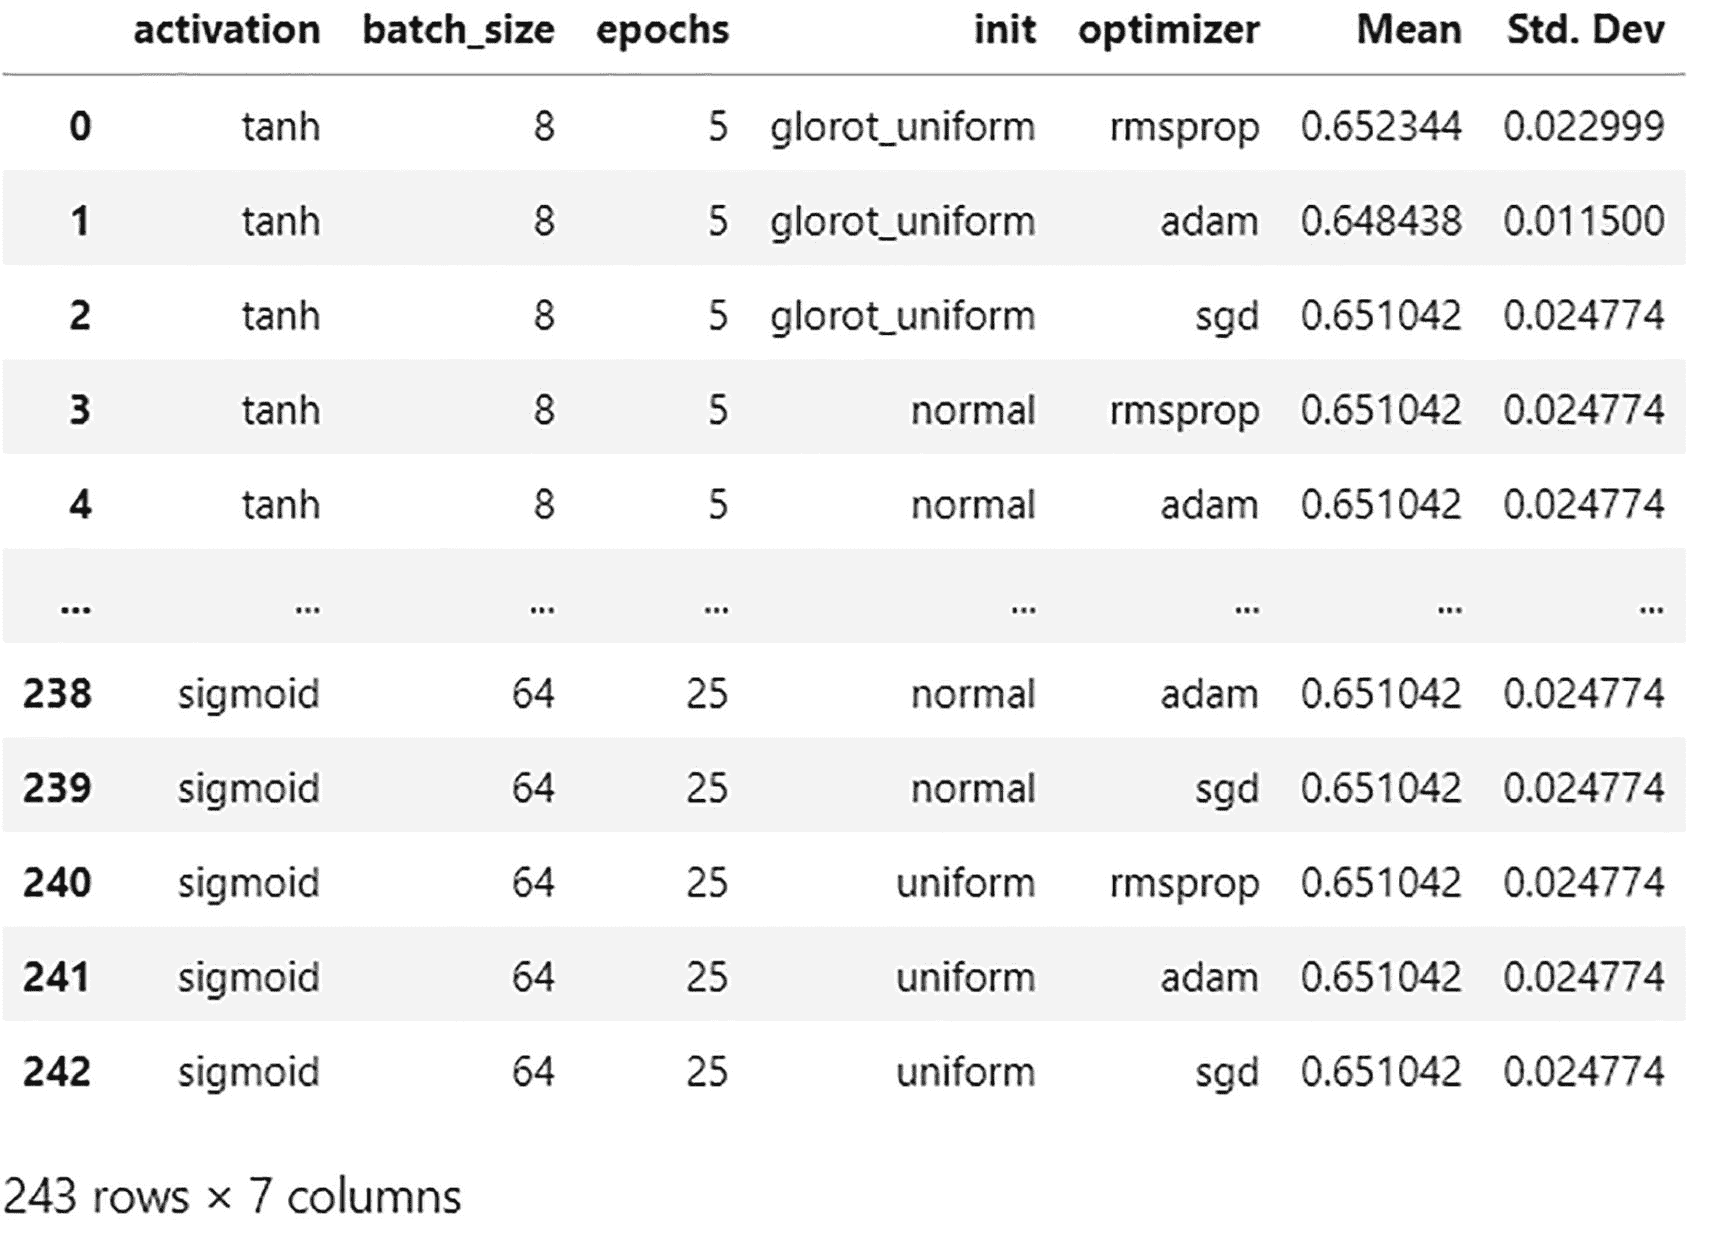 activation batch_size epochs init optimizer Mean Std. Dev
0 tanh 8 5 glorot_uniform rmsprop 0.652344 0.022999
1 tanh 8 5 glorot_uniform adam 0.648438 0.011500
2 tanh 8 5 glorot_uniform sgd 0.651042 0.024774
3 tanh 8 5 normal rmsprop 0.651042 0.024774
4 tanh 8 5 normal adam 0.651042 0.024774
... ... ... ... ... ... ... ...
238 sigmoid 64 25 normal adam 0.651042 0.024774
239 sigmoid 64 25 normal sgd 0.651042 0.024774
240 sigmoid 64 25 uniform rmsprop 0.651042 0.024774
241 sigmoid 64 25 uniform adam 0.651042 0.024774
242 sigmoid 64 25 uniform sgd 0.651042 0.024774
243 rows × 7 columns